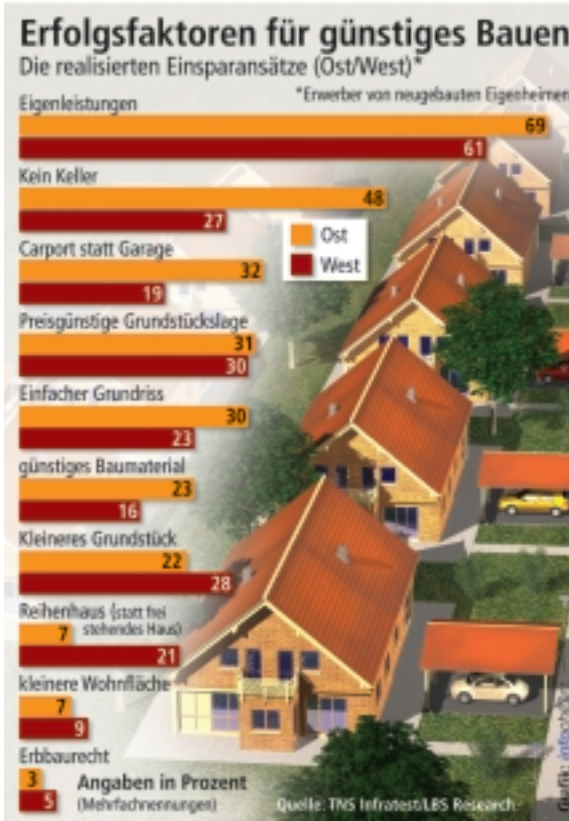 Erfolgsfaktoren für günstiges Bauen
Die realisierten Einsparansätze (Ost/West)*
*Erwerber von neugebauten Eigenheimen
Eigenleistungen
69
61
Kein Keller
48
27
Ost
West
Carport statt Garage
32
19
Preisgünstige Grundstückslage
31
30
Einfacher Grundriss
30
23
günstiges Baumaterial
23
16
Kleineres Grundstück
22
28
Reihenhaus (statt frei
stehendes Haus)
7
21
kleinere Wohnfläche
7
9
Erbbaurecht
3
5
Angaben in Prozent
(Mehrfachnennungen)
Quelle: TNS Infratest/LBS Research
Grafik: